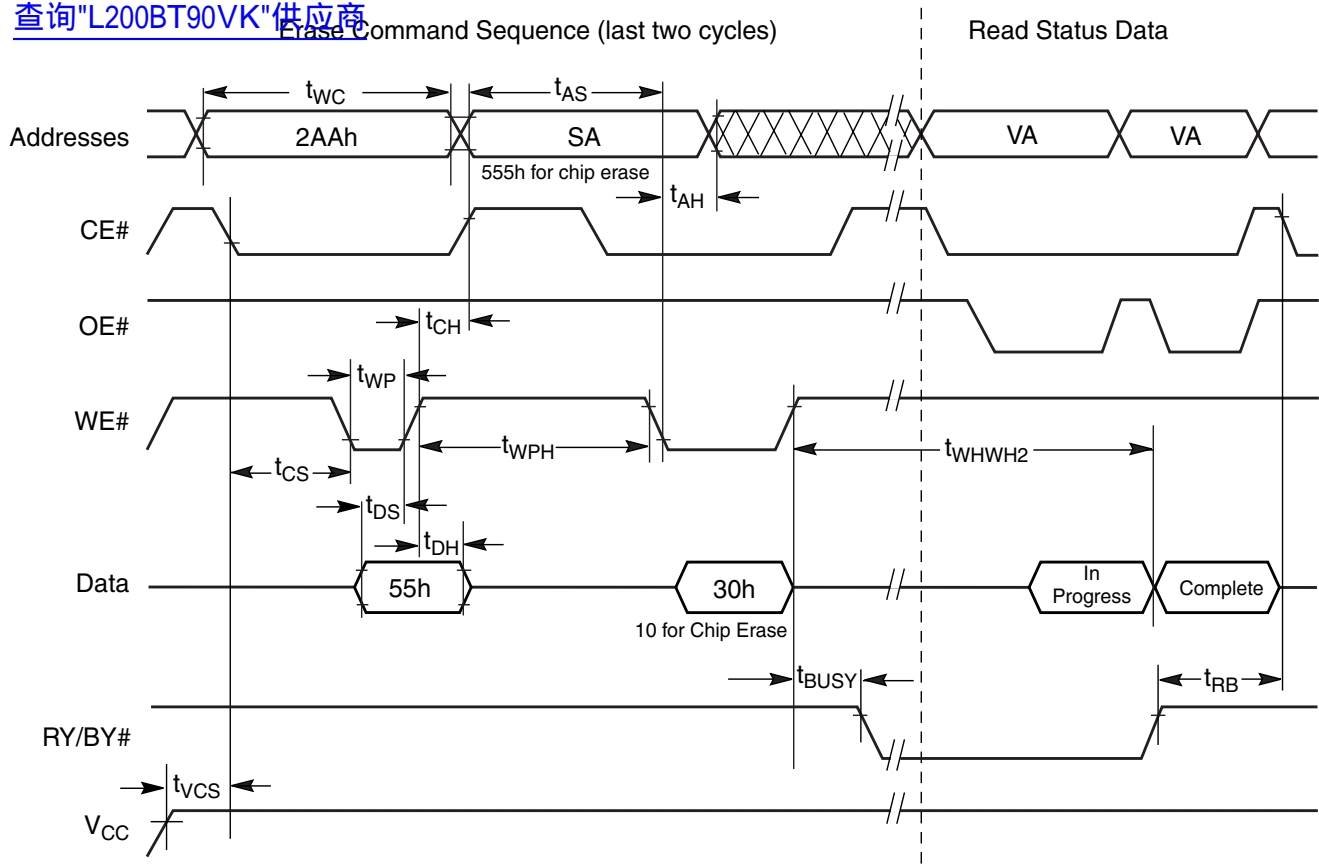 查询"L200BT90VK"供应商
Erase Command Sequence (last two cycles)
Read Status Data
tWC
tAS
Addresses
2AAh
SA
VA
VA
555h for chip erase
tAH
CE#
OE#
tCH
tWP
WE#
tWPH
tWHWH2
tCS
tDS
tDH
Data
55h
30h
In
Progress
Complete
10 for Chip Erase
tBUSY
tRB
RY/BY#
tVCS
VCC